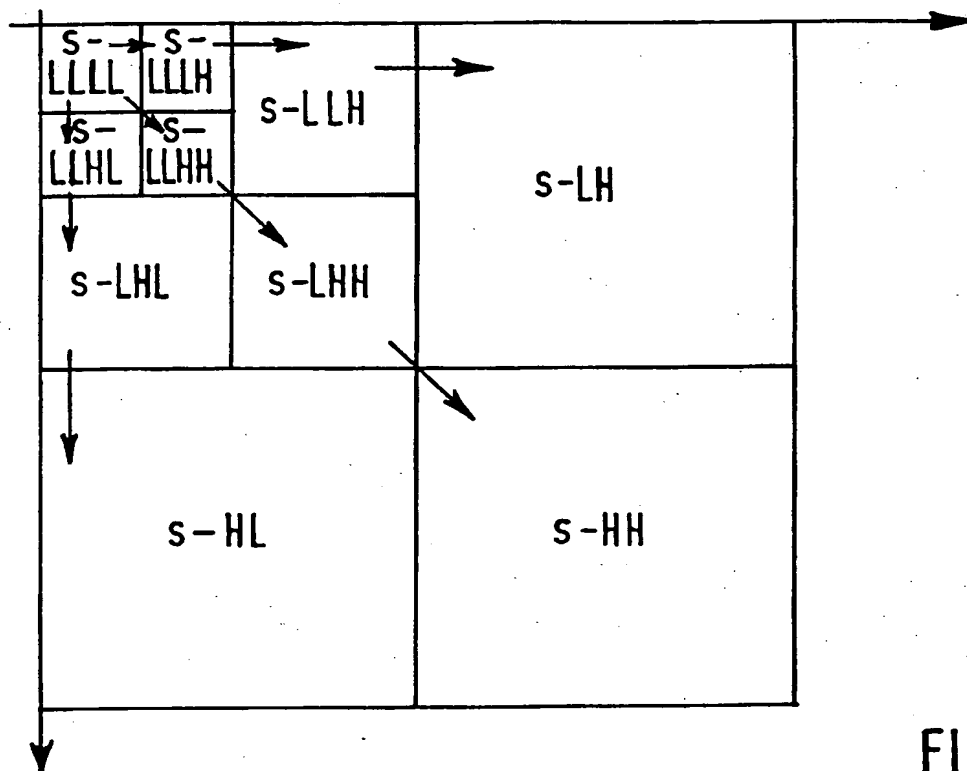 s- s-
LLLL LLLH
s-LLH
s- s-
LLHL LLHH
s-LH
s-LHL s-LHH
s-HL s-HH
FI